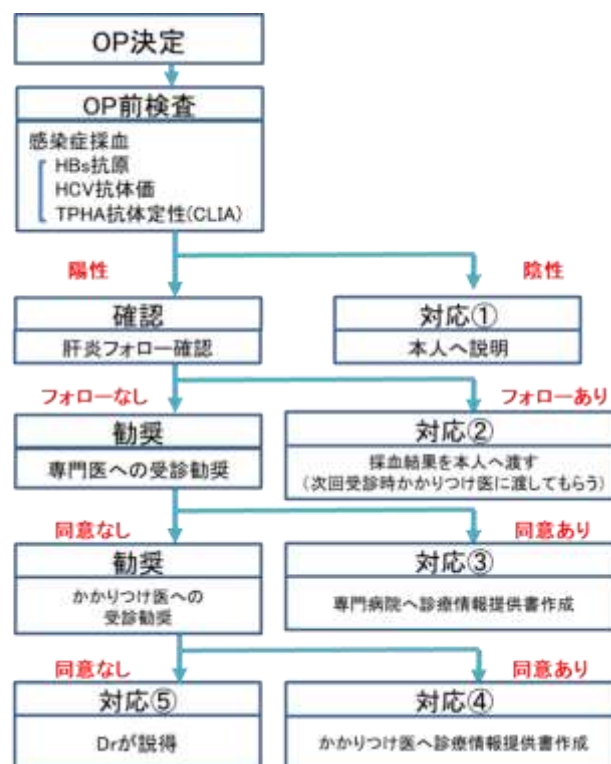 OP決定
OP前検査
感染症採血
HBs抗原
HCV抗体価
TPHA抗体定性(CLIA)
陽性
陰性
確認
肝炎フォロー確認
対応①
本人へ説明
フォローなし
フォローあり
勧奨
専門医への受診勧奨
対応②
採血結果を本人へ渡す
(次回受診時かかりつけ医に渡してもらう)
同意なし
同意あり
勧奨
かかりつけ医への
受診勧奨
対応③
専門病院へ診療情報提供書作成
同意なし
同意あり
対応⑤
Drが説得
対応④
かかりつけ医へ診療情報提供書作成